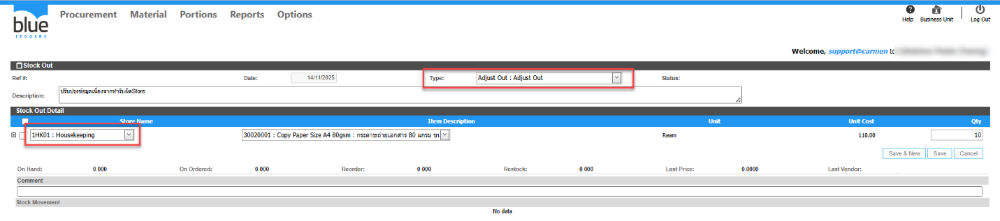 Procurement Material Portions Reports Options
blue
LEDGERS
Help Business Unit Log Out
Welcome, support@carmen to
Stock Out
Ref #: Date: 14/11/2025 Type: Adjust Out : Adjust Out Status:
Description: ปรับปรุงข้อมูลเนื่องจากทำรับผิดStore
Stock Out Detail
Store Name Item Description Unit Unit Cost Qty
1HK01 : Housekeeping 30020001 : Copy Paper Size A4 80gsm : กระดาษถ่ายเอกสาร 80 แกรม ขน Ream 110.00 10
Save & New Save Cancel
On Hand: 0.000 On Ordered: 0.000 Reorder: 0.000 Restock: 0.000 Last Price: 0.0000 Last Vendor:
Comment
Stock Movement
No data